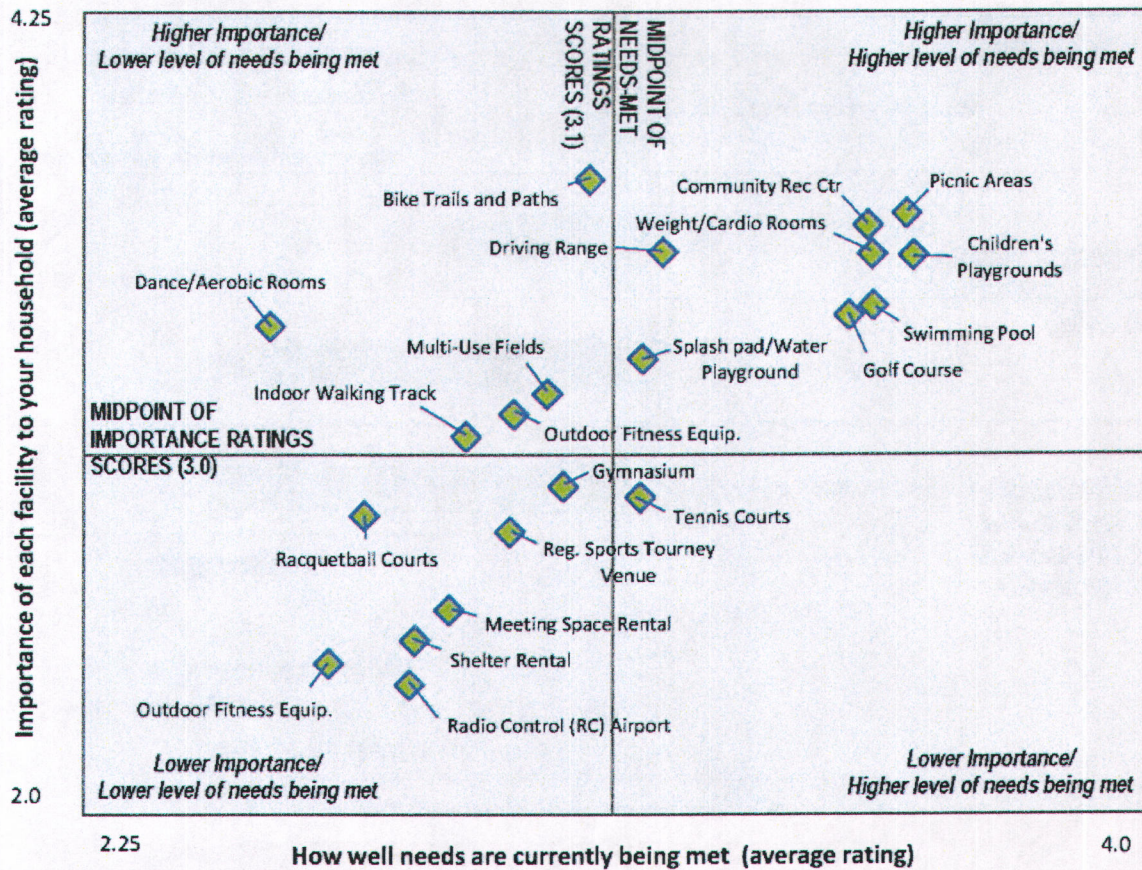 4.25
Higher Importance/
Lower level of needs being met
MIDPOINT OF
NEEDS-MET
RATINGS
SCORES (3.1)
Higher Importance/
Higher level of needs being met
Bike Trails and Paths
Community Rec Ctr
Picnic Areas
Weight/Cardio Rooms
Driving Range
Children's
Playgrounds
Dance/Aerobic Rooms
Swimming Pool
Multi-Use Fields
Splash pad/Water
Playground
Golf Course
Indoor Walking Track
Outdoor Fitness Equip.
MIDPOINT OF
IMPORTANCE RATINGS
SCORES (3.0)
Gymnasium
Tennis Courts
Racquetball Courts
Reg. Sports Tourney
Venue
Meeting Space Rental
Shelter Rental
Outdoor Fitness Equip.
Radio Control (RC) Airport
Lower Importance/
Lower level of needs being met
Lower Importance/
Higher level of needs being met
Importance of each facility to your household (average rating)
2.0
2.25
How well needs are currently being met (average rating)
4.0